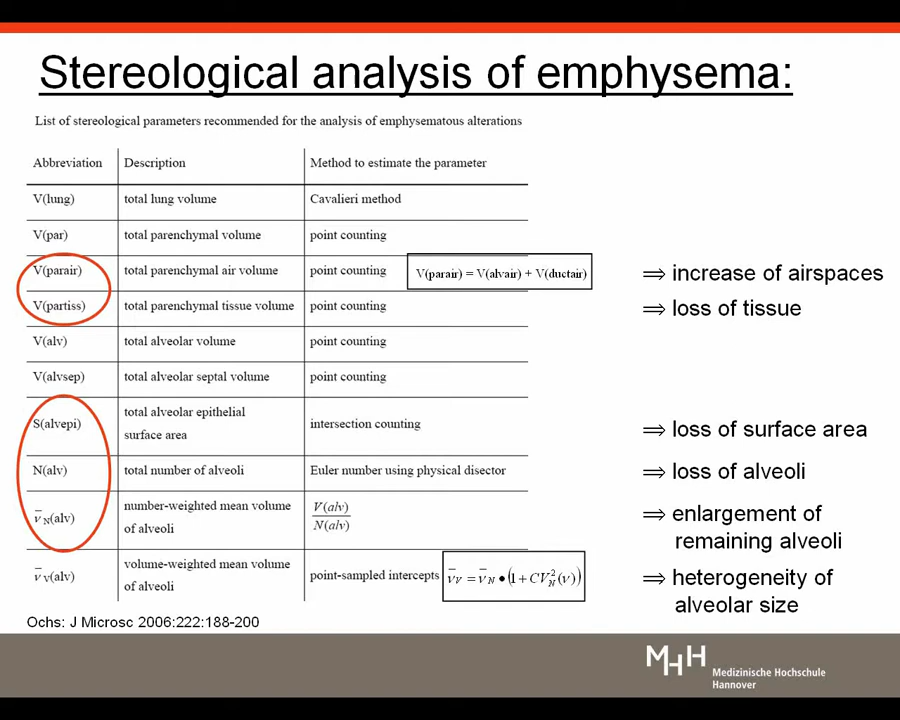 Stereological analysis of emphysema:
List of stereological parameters recommended for the analysis of emphysematous alterations
Abbreviation Description Method to estimate the parameter
V(lung) total lung volume Cavalieri method
V(par) total parenchymal volume point counting
V(parair) total parenchymal air volume point counting V(parair) = V(alvair) + V(ductair) ⇒ increase of airspaces
V(partiss) total parenchymal tissue volume point counting ⇒ loss of tissue
V(alv) total alveolar volume point counting
V(alvsep) total alveolar septal volume point counting
S(alvepi) total alveolar epithelial surface area intersection counting ⇒ loss of surface area
N(alv) total number of alveoli Euler number using physical disector ⇒ loss of alveoli
ν̄N(alv) number-weighted mean volume of alveoli V(alv)/N(alv) ⇒ enlargement of remaining alveoli
ν̄V(alv) volume-weighted mean volume of alveoli point-sampled intercepts ν̄V = ν̄N • (1 + CV²N(ν)) ⇒ heterogeneity of alveolar size
Ochs: J Microsc 2006:222:188-200
MHH Medizinische Hochschule
Hannover